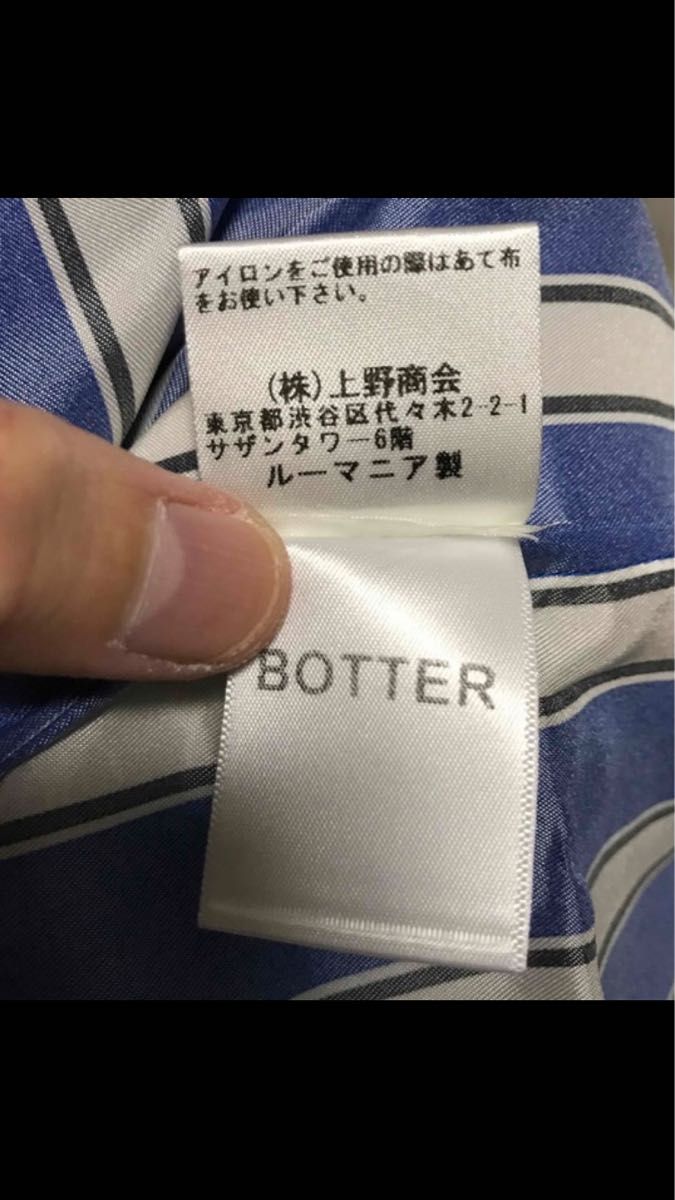 アイロンをご使用の際はあて布
をお使い下さい。
(株)上野商会
東京都渋谷区代々木2-2-1
サザンタワー6階
ルーマニア製
BOTTER